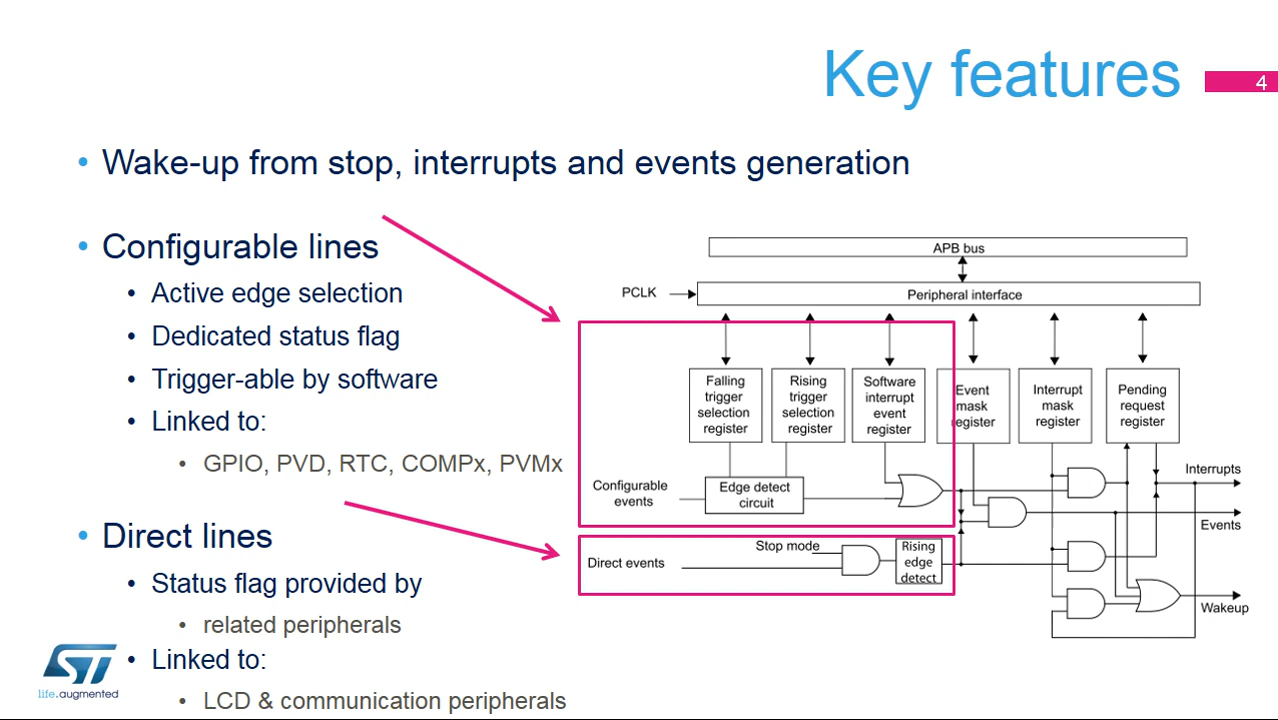 Key features
4
• Wake-up from stop, interrupts and events generation
• Configurable lines
• Active edge selection
• Dedicated status flag
• Trigger-able by software
• Linked to:
• GPIO, PVD, RTC, COMPx, PVMx
• Direct lines
• Status flag provided by
• related peripherals
• Linked to:
• LCD & communication peripherals
APB bus
PCLK
Peripheral interface
Falling
trigger
selection
register
Rising
trigger
selection
register
Software
interrupt
event
register
Event
mask
register
Interrupt
mask
register
Pending
request
register
Configurable
events
Edge detect
circuit
Stop mode
Direct events
Rising
edge
detect
Interrupts
Events
Wakeup
ST
life.augmented